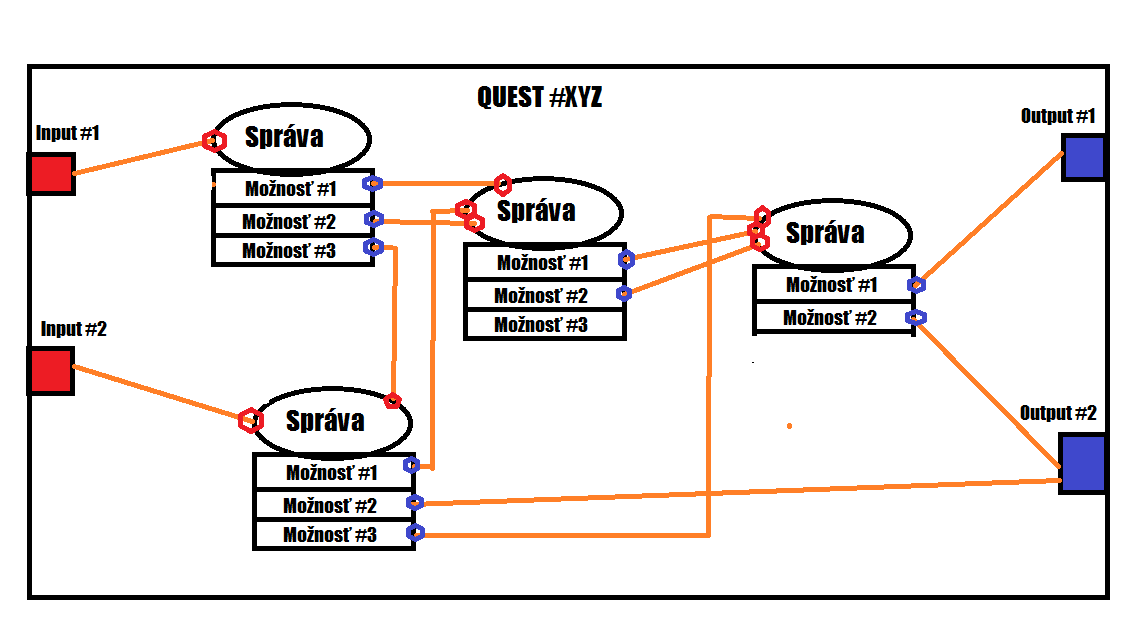 QUEST #XYZ
Input #1
Správa
Možnosť #1
Možnosť #2
Možnosť #3
Správa
Možnosť #1
Možnosť #2
Možnosť #3
Správa
Možnosť #1
Možnosť #2
Output #1
Input #2
Správa
Možnosť #1
Možnosť #2
Možnosť #3
Output #2